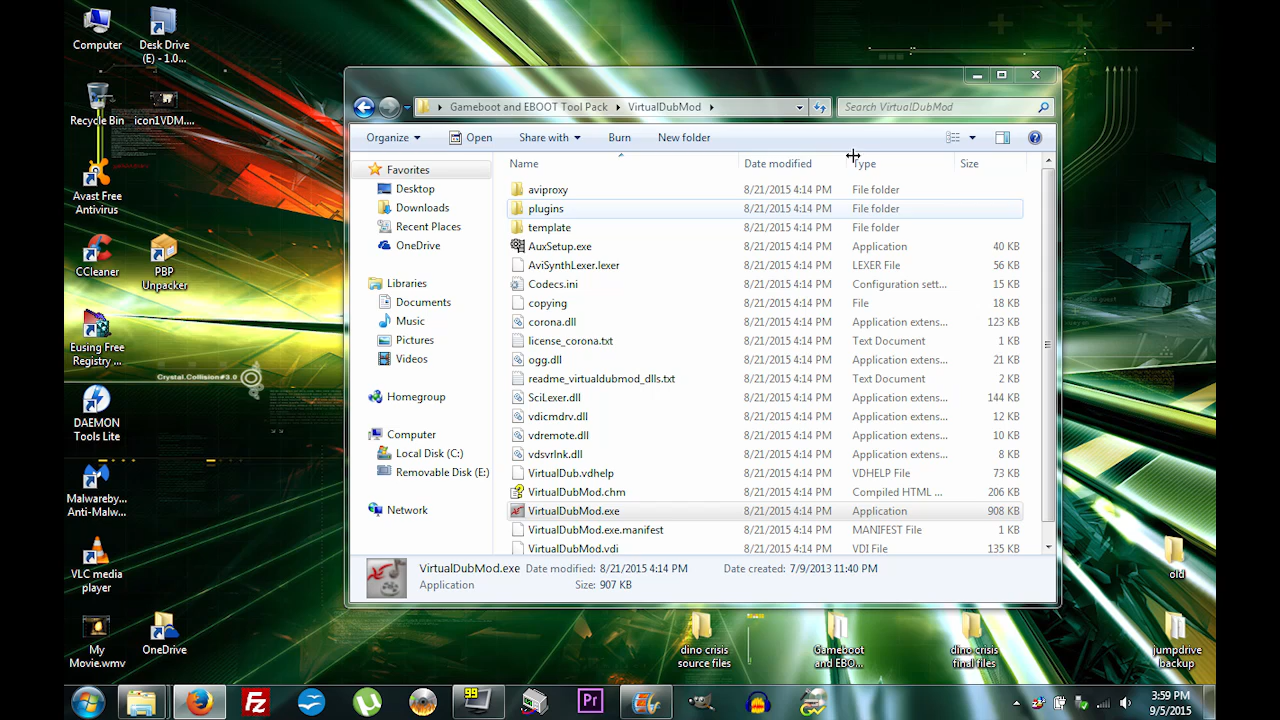 Computer
Desk Drive
(E) - 1.0...
Recycle Bin
icon1VDM....
Avast Free
Antivirus
CCleaner
PBP
Unpacker
Eusing Free
Registry ...
Crystal.Collision#3.0
DAEMON
Tools Lite
Malwareby...
Anti-Malw...
VLC media
player
My
Movie.wmv
OneDrive
Gameboot and EBOOT Tool Pack
VirtualDubMod
Search VirtualDubMod
Organize
Open
Share with
Burn
New folder
Favorites
Desktop
Downloads
Recent Places
OneDrive
Libraries
Documents
Music
Pictures
Videos
Homegroup
Computer
Local Disk (C:)
Removable Disk (E:)
Network
Name Date modified Type Size
aviproxy 8/21/2015 4:14 PM File folder
plugins 8/21/2015 4:14 PM File folder
template 8/21/2015 4:14 PM File folder
AuxSetup.exe 8/21/2015 4:14 PM Application 40 KB
AviSynthLexer.lexer 8/21/2015 4:14 PM LEXER File 56 KB
Codecs.ini 8/21/2015 4:14 PM Configuration sett... 15 KB
copying 8/21/2015 4:14 PM File 18 KB
corona.dll 8/21/2015 4:14 PM Application extens... 123 KB
license_corona.txt 8/21/2015 4:14 PM Text Document 1 KB
ogg.dll 8/21/2015 4:14 PM Application extens... 21 KB
readme_virtualdubmod_dlls.txt 8/21/2015 4:14 PM Text Document 2 KB
SciLexer.dll 8/21/2015 4:14 PM Application extens... 144 KB
vdicmdrv.dll 8/21/2015 4:14 PM Application extens... 12 KB
vdremote.dll 8/21/2015 4:14 PM Application extens... 10 KB
vdsvrlnk.dll 8/21/2015 4:14 PM Application extens... 8 KB
VirtualDub.vdhelp 8/21/2015 4:14 PM VDHELP File 73 KB
VirtualDubMod.chm 8/21/2015 4:14 PM Compiled HTML ... 206 KB
VirtualDubMod.exe 8/21/2015 4:14 PM Application 908 KB
VirtualDubMod.exe.manifest 8/21/2015 4:14 PM MANIFEST File 1 KB
VirtualDubMod.vdi 8/21/2015 4:14 PM VDI File 135 KB
VirtualDubMod.exe Date modified: 8/21/2015 4:14 PM Date created: 7/9/2013 11:40 PM
Application Size: 907 KB
old
dino crisis
source files
Gameboot
and EBO...
dino crisis
final files
jumpdrive
backup
Fz
99
Pr
3:59 PM
9/5/2015